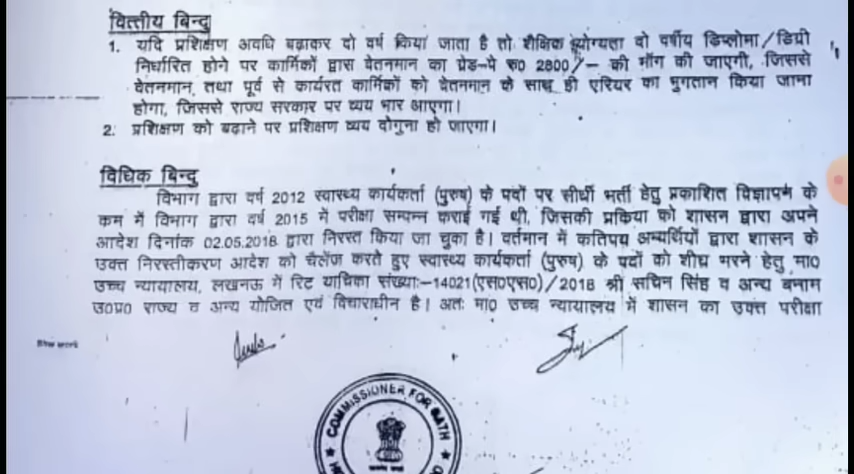 वित्तीय बिन्दु
1. यदि प्रशिक्षण अवधि बढ़ाकर दो वर्ष किया जाता है तो शैक्षिक योग्यता दो वर्षीय डिप्लोमा/डिग्री
निर्धारित होने पर कार्मिकों द्वारा वेतनमान का ग्रेड-पे रु0 2800/- की माँग की जाएगी, जिससे
वेतनमान, तथा पूर्व से कार्यरत कार्मिकों को वेतनमान के साथ ही एरियर का भुगतान किया जाना
होगा, जिससे राज्य सरकार पर व्यय भार आएगा।
2. प्रशिक्षण को बढ़ाने पर प्रशिक्षण व्यय दोगुना हो जाएगा।
विधिक बिन्दु
विभाग द्वारा वर्ष 2012 स्वास्थ्य कार्यकर्ता (पुरुष) के पदों पर सीधी भर्ती हेतु प्रकाशित विज्ञापन के
कम में विभाग द्वारा वर्ष 2015 में परीक्षा सम्पन्न कराई गई थी, जिसकी प्रकिया को शासन द्वारा अपने
आदेश दिनांक 02.05.2018 द्वारा निरस्त किया जा चुका है। वर्तमान में कतिपय अभ्यर्थियों द्वारा शासन के
उक्त निरस्तीकरण आदेश को चैलेंज करते हुए स्वास्थ्य कार्यकर्ता (पुरुष) के पदों को शीघ्र भरने हेतु मा0
उच्च न्यायालय, लखनऊ में रिट याचिका संख्याः-14021(एस0एस0)/2018 श्री सचिन सिंह व अन्य बनाम
उ0प्र0 राज्य व अन्य योजित एवं विचाराधीन है। अतः मा0 उच्च न्यायालय में शासन का उक्त परीक्षा
COMMISSIONER FOR OATH